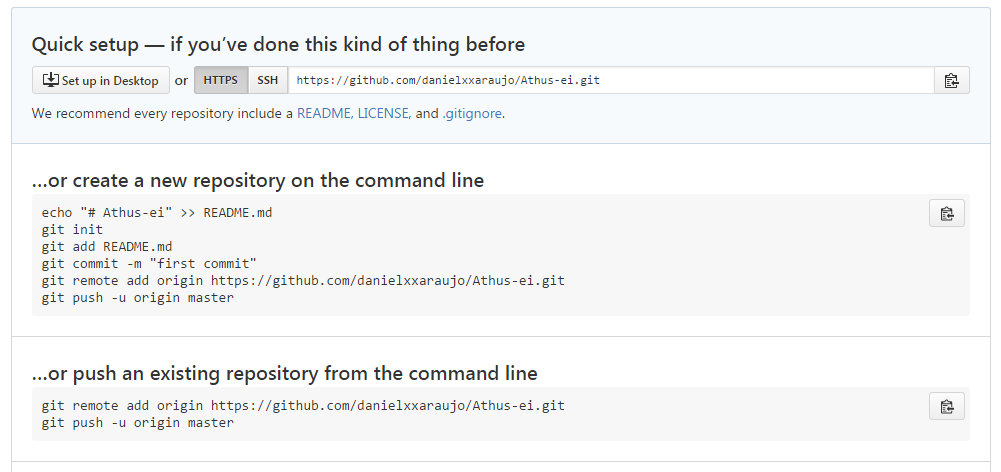 Quick setup — if you’ve done this kind of thing before
Set up in Desktop or HTTPS SSH https://github.com/danielxxaraujo/Athus-ei.git
We recommend every repository include a README, LICENSE, and .gitignore.
…or create a new repository on the command line
echo "# Athus-ei" >> README.md
git init
git add README.md
git commit -m "first commit"
git remote add origin https://github.com/danielxxaraujo/Athus-ei.git
git push -u origin master
…or push an existing repository from the command line
git remote add origin https://github.com/danielxxaraujo/Athus-ei.git
git push -u origin master